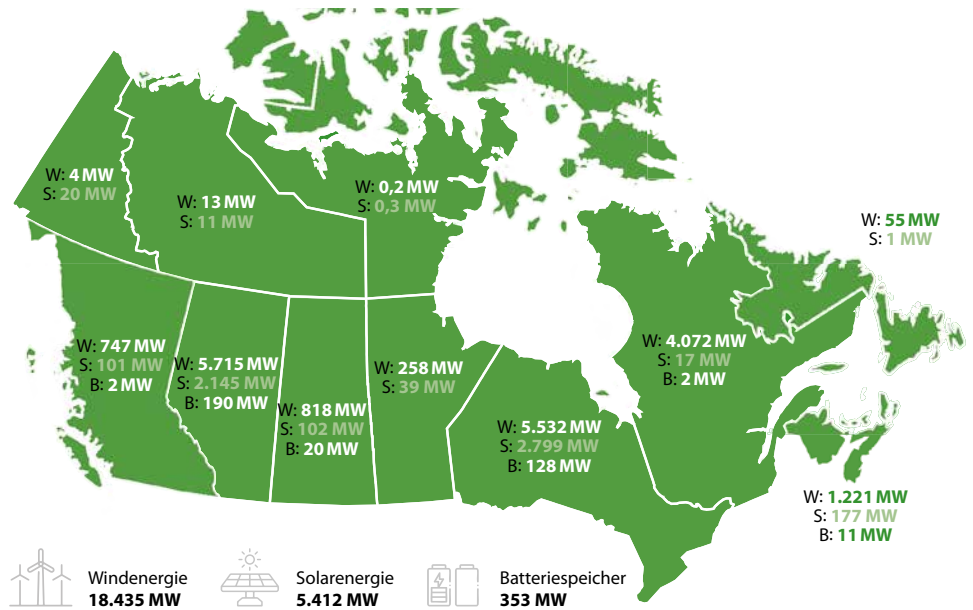 W: 4 MW
S: 20 MW
W: 13 MW
S: 11 MW
W: 0,2 MW
S: 0,3 MW
W: 55 MW
S: 1 MW
W: 747 MW
S: 101 MW
B: 2 MW
W: 5.715 MW
S: 2.145 MW
B: 190 MW
W: 818 MW
S: 102 MW
B: 20 MW
W: 258 MW
S: 39 MW
W: 5.532 MW
S: 2.799 MW
B: 128 MW
W: 4.072 MW
S: 17 MW
B: 2 MW
W: 1.221 MW
S: 177 MW
B: 11 MW
Windenergie
18.435 MW
Solarenergie
5.412 MW
Batteriespeicher
353 MW